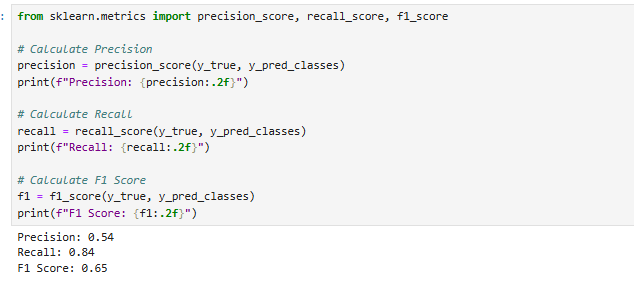 :
from sklearn.metrics import precision_score, recall_score, f1_score
# Calculate Precision
precision = precision_score(y_true, y_pred_classes)
print(f"Precision: {precision:.2f}")
# Calculate Recall
recall = recall_score(y_true, y_pred_classes)
print(f"Recall: {recall:.2f}")
# Calculate F1 Score
f1 = f1_score(y_true, y_pred_classes)
print(f"F1 Score: {f1:.2f}")
Precision: 0.54
Recall: 0.84
F1 Score: 0.65